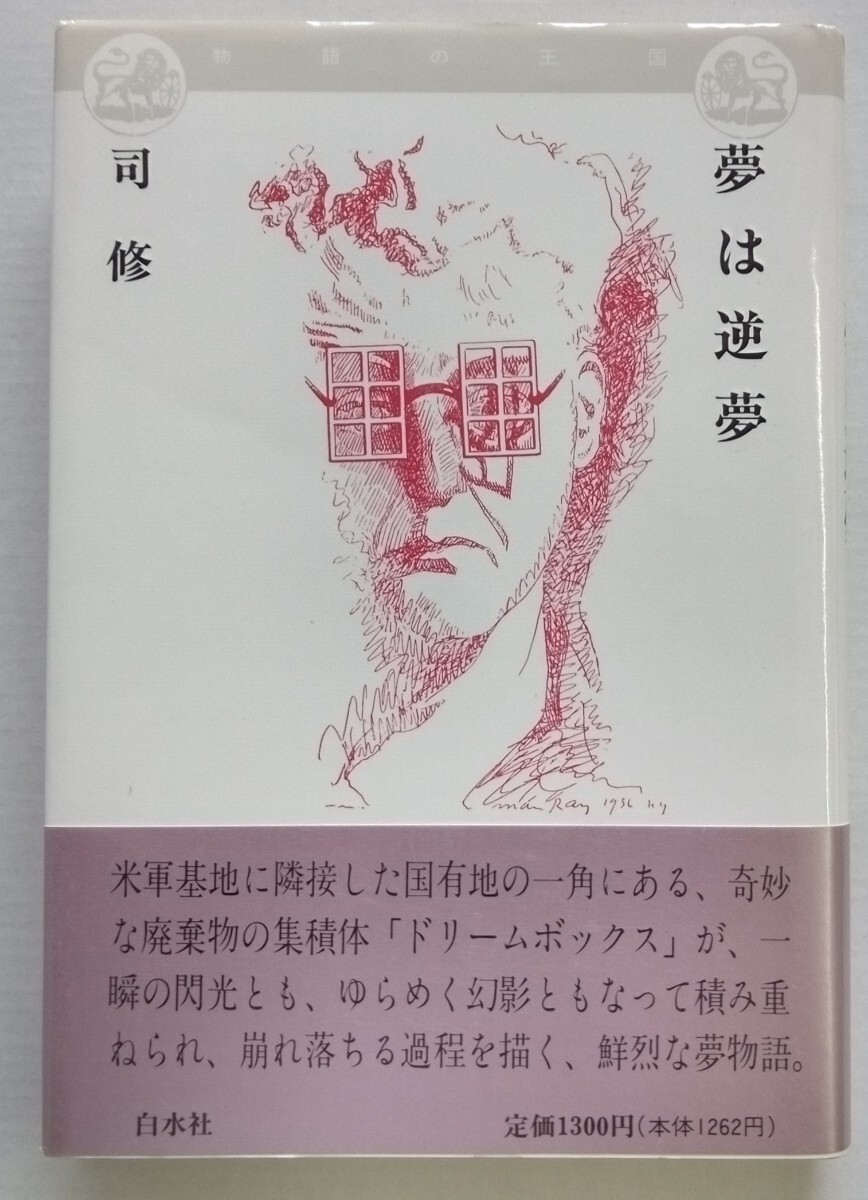 物語の王国
夢は逆夢
司修
man Ray 1956 ny
米軍基地に隣接した国有地の一角にある、奇妙
な廃棄物の集積体「ドリームボックス」が、一
瞬の閃光とも、ゆらめく幻影ともなって積み重
ねられ、崩れ落ちる過程を描く、鮮烈な夢物語。
白水社
定価1300円(本体1262円)